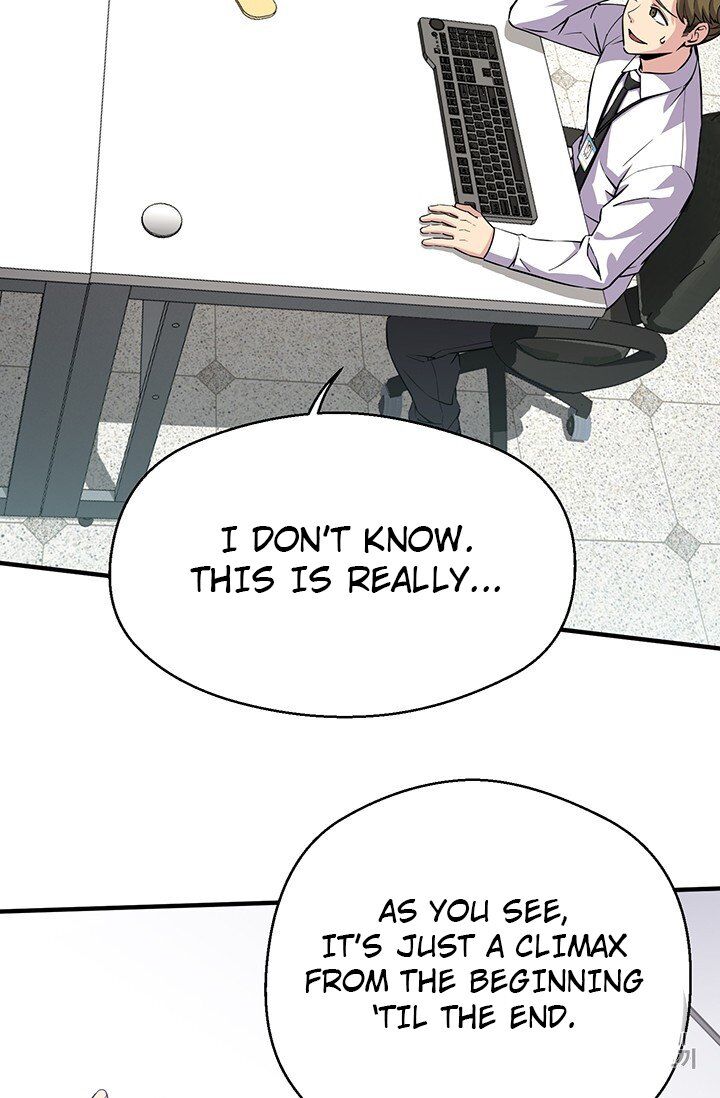 I DON'T KNOW.
THIS IS REALLY...
AS YOU SEE,
IT'S JUST A CLIMAX
FROM THE BEGINNING
'TIL THE END.